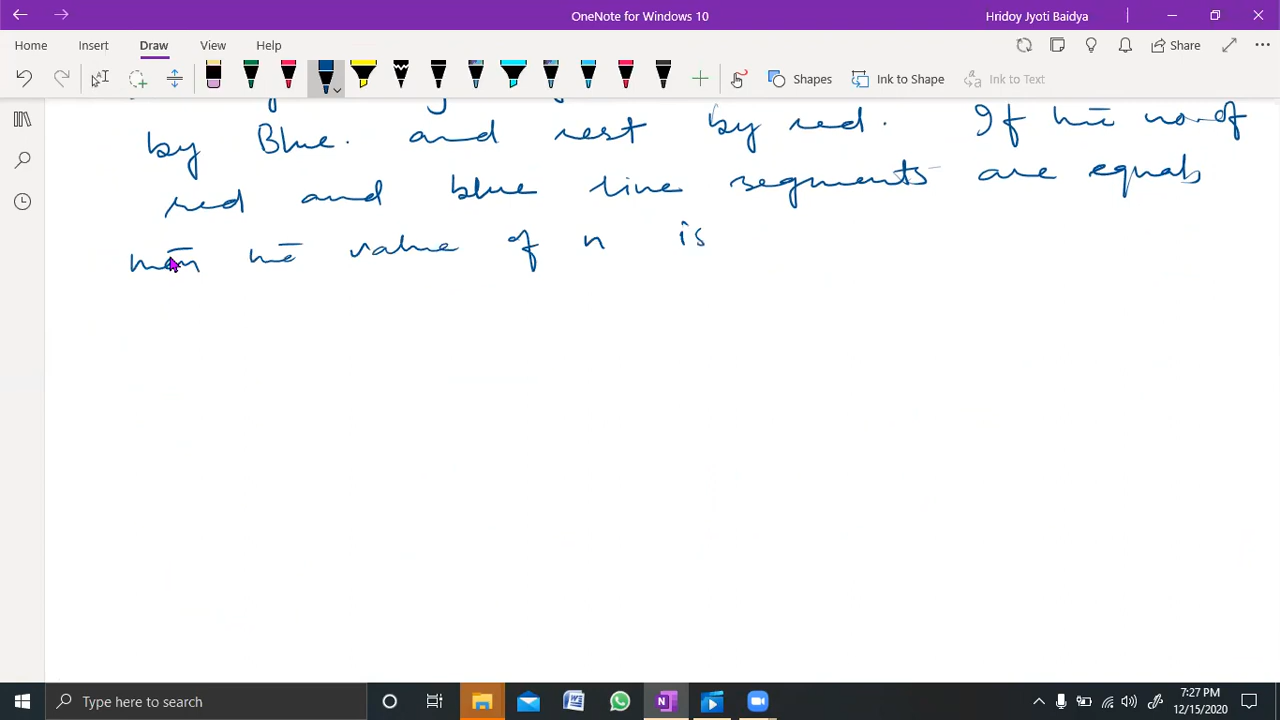 OneNote for Windows 10
Hridoy Jyoti Baidya
Home Insert Draw View Help
Share
Shapes
Ink to Shape
Ink to Text
by Blue. and rest by red. If the no. of
red and blue line segments are equals
then the value of n is
Type here to search
7:27 PM
12/15/2020